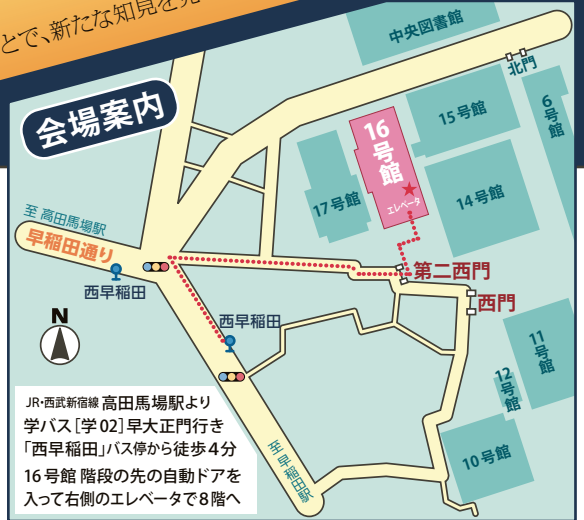 とで、新たな知見を
会場案内
中央図書館
北門
6号館
15号館
16号館
エレベータ
17号館
14号館
至 高田馬場駅
早稲田通り
西早稲田
第二西門
西門
西早稲田
N
11号館
12号館
10号館
至 早稲田駅
JR・西武新宿線 高田馬場駅より
学バス [学02] 早大正門行き
「西早稲田」バス停から徒歩4分
16号館 階段の先の自動ドアを
入って右側のエレベータで8階へ